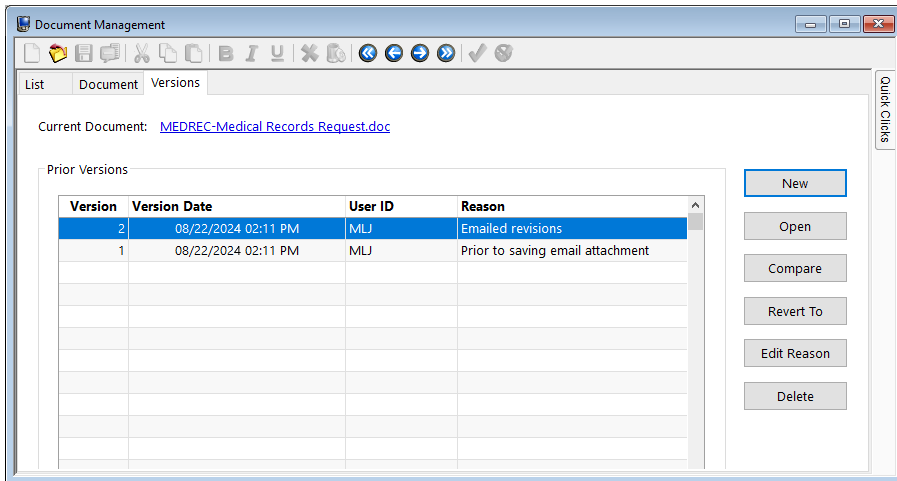 Document Management
B I U
List Document Versions
Quick Clicks
Current Document: MEDREC-Medical Records Request.doc
Prior Versions
New
Version Version Date User ID Reason
2 08/22/2024 02:11 PM MLJ Emailed revisions
Open
1 08/22/2024 02:11 PM MLJ Prior to saving email attachment
Compare
Revert To
Edit Reason
Delete